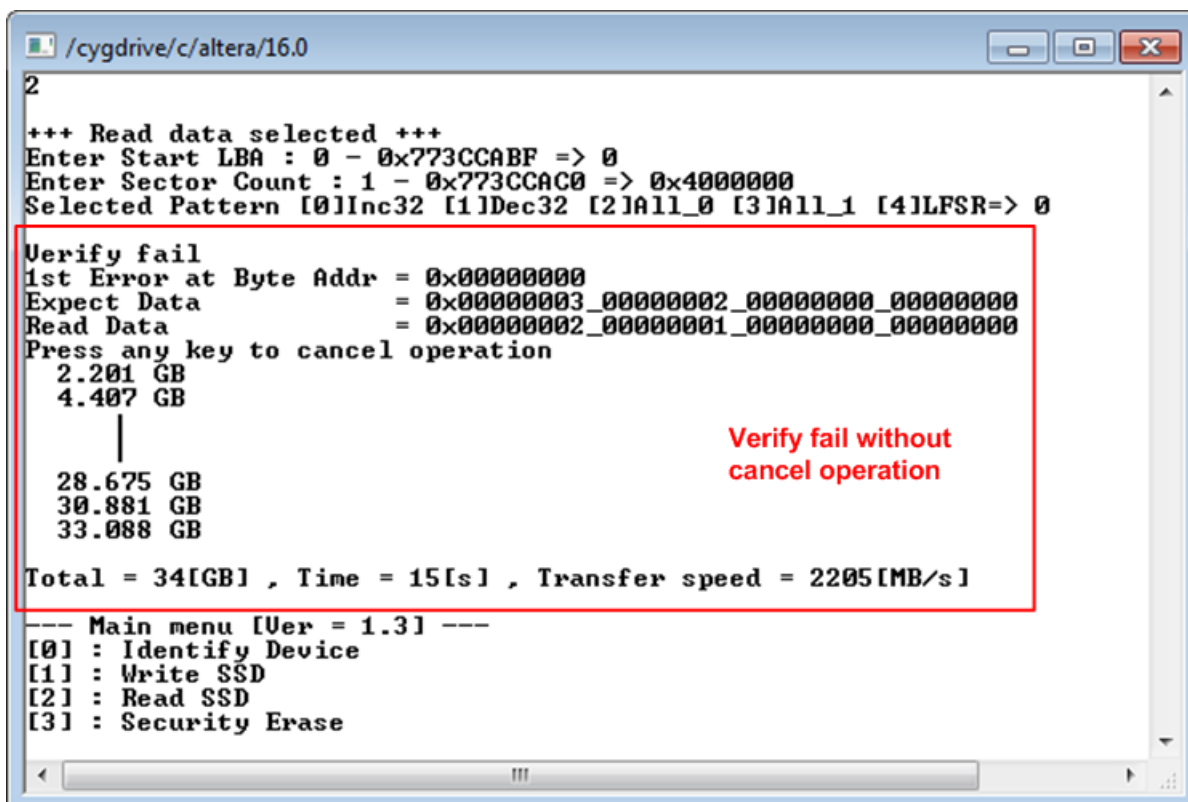 /cygdrive/c/altera/16.0
2
+++ Read data selected +++
Enter Start LBA : 0 - 0x773CCABF => 0
Enter Sector Count : 1 - 0x773CCAC0 => 0x4000000
Selected Pattern [0]Inc32 [1]Dec32 [2]All_0 [3]All_1 [4]LFSR=> 0
Verify fail
1st Error at Byte Addr = 0x00000000
Expect Data = 0x00000003_00000002_00000000_00000000
Read Data = 0x00000002_00000001_00000000_00000000
Press any key to cancel operation
2.201 GB
4.407 GB
Verify fail without
cancel operation
28.675 GB
30.881 GB
33.088 GB
Total = 34[GB] , Time = 15[s] , Transfer speed = 2205[MB/s]
--- Main menu [Ver = 1.3] ---
[0] : Identify Device
[1] : Write SSD
[2] : Read SSD
[3] : Security Erase